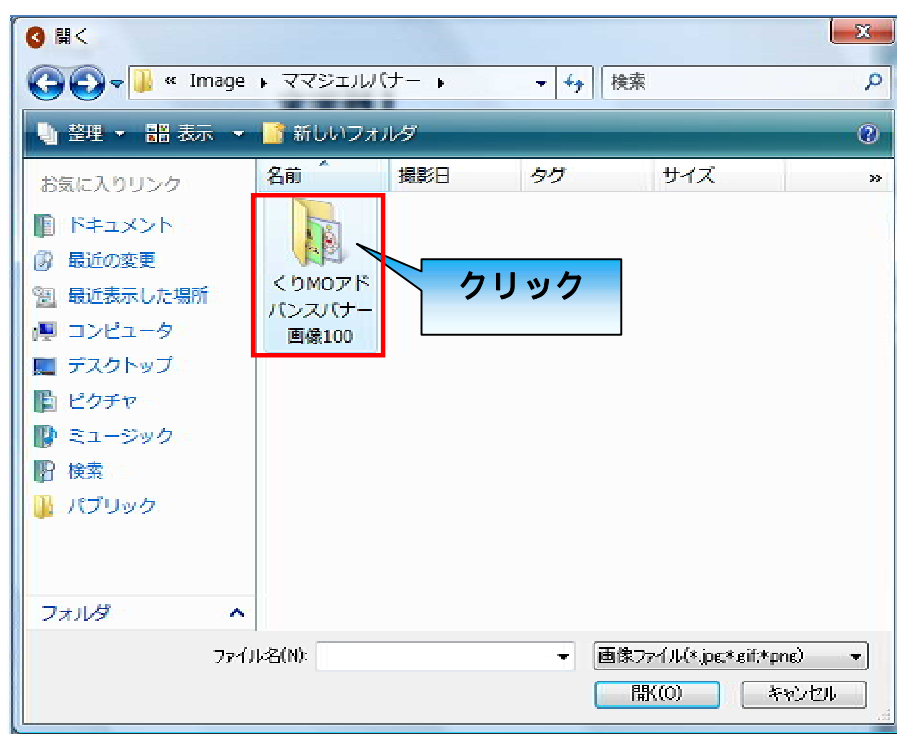 開く
« Image ▸ ママジェルバナー ▸ 検索
整理 表示 新しいフォルダ
お気に入りリンク
名前 撮影日 タグ サイズ »
ドキュメント
最近の変更
最近表示した場所
コンピュータ
デスクトップ
ピクチャ
ミュージック
検索
パブリック
くりMOアド
バンスバナー
画像100
クリック
フォルダ
ファイル名(N):
画像ファイル(*.jpg;*.gif;*png)
開く(O) キャンセル